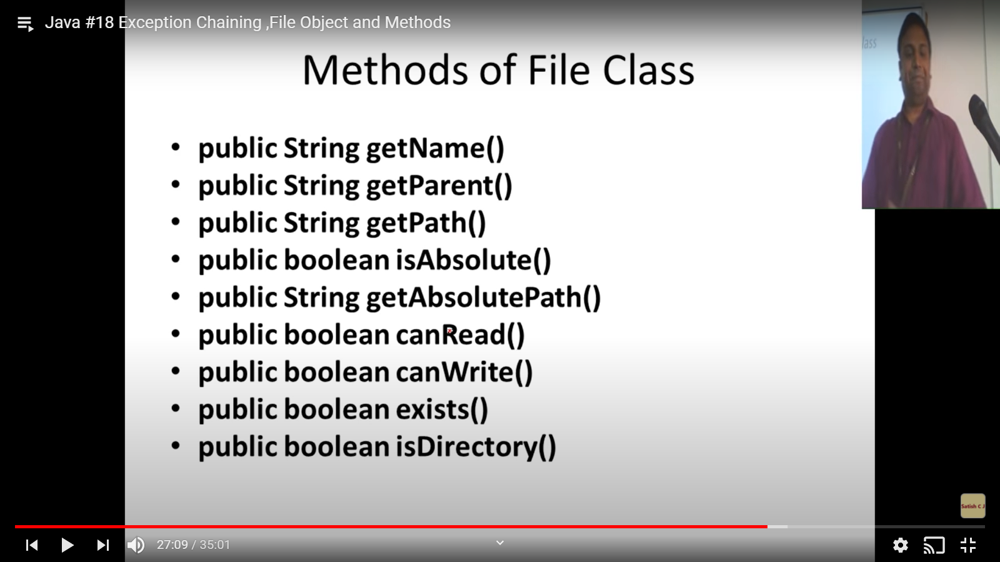 Java #18 Exception Chaining ,File Object and Methods
lass
Methods of File Class
• public String getName()
• public String getParent()
• public String getPath()
• public boolean isAbsolute()
• public String getAbsolutePath()
• public boolean canRead()
• public boolean canWrite()
• public boolean exists()
• public boolean isDirectory()
Satish C J
27:09 / 35:01